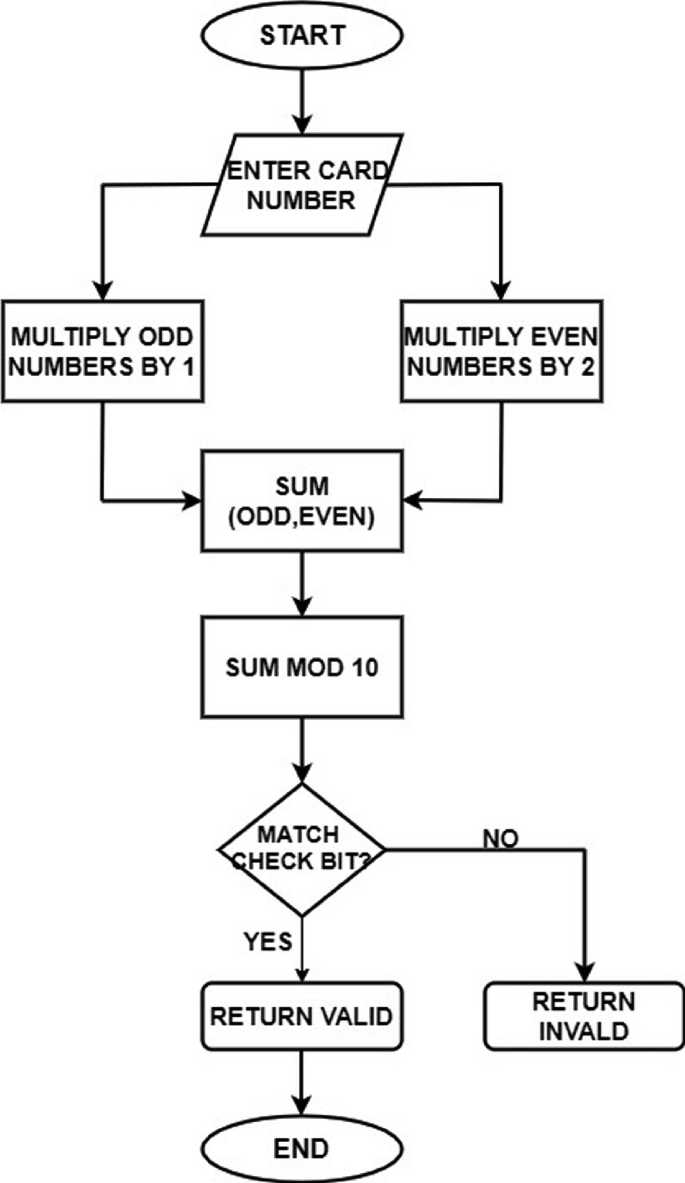 START
ENTER CARD
NUMBER
MULTIPLY ODD
NUMBERS BY 1
MULTIPLY EVEN
NUMBERS BY 2
SUM
(ODD,EVEN)
SUM MOD 10
MATCH
CHECK BIT?
NO
YES
RETURN VALID
RETURN
INVALD
END